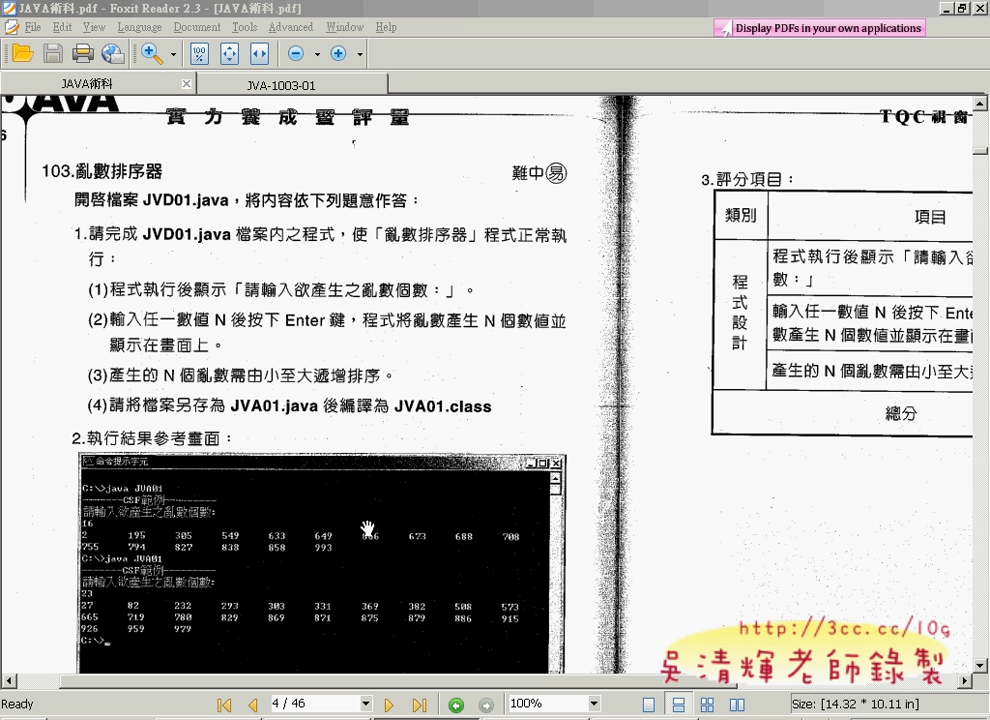 JAVA術科.pdf - Foxit Reader 2.3 - [JAVA術科.pdf]
File Edit View Language Document Tools Advanced Window Help
Display PDFs in your own applications
JAVA術科
JVA-1003-01
JAVA
實力養成暨評量
TQC 視窗
6
103.亂數排序器
難中易
開啓檔案 JVD01.java，將內容依下列題意作答：
1.請完成 JVD01.java 檔案內之程式，使「亂數排序器」程式正常執
行：
(1)程式執行後顯示「請輸入欲產生之亂數個數：」。
(2)輸入任一數值 N 後按下 Enter 鍵，程式將亂數產生 N 個數值並
顯示在畫面上。
(3)產生的 N 個亂數需由小至大遞增排序。
(4)請將檔案另存為 JVA01.java 後編譯為 JVA01.class
2.執行結果參考畫面：
命令提示字元
C:\>java JVA01
-------CSF範例----------
請輸入欲產生之亂數個數:
16
2 195 305 549 633 649 673 688 708
755 794 827 838 858 993
C:\>java JVA01
-------CSF範例----------
請輸入欲產生之亂數個數:
23
27 82 232 293 303 331 369 382 508 573
665 719 780 829 869 871 875 879 886 915
926 959 979
C:\>_
3.評分項目：
類別
項目
程式設計
程式執行後顯示「請輸入欲
數：」
輸入任一數值 N 後按下 Ente
數產生 N 個數值並顯示在畫
產生的 N 個亂數需由小至大
總分
http://3cc.cc/10g
吳清輝老師錄製
Ready
4 / 46
100%
Size: [14.32 * 10.11 in]